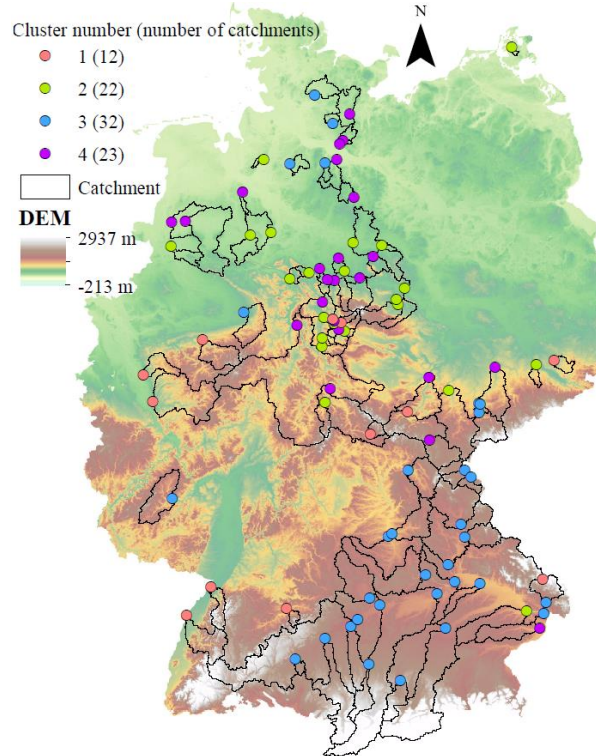 N
Cluster number (number of catchments)
1 (12)
2 (22)
3 (32)
4 (23)
Catchment
DEM
2937 m
-213 m